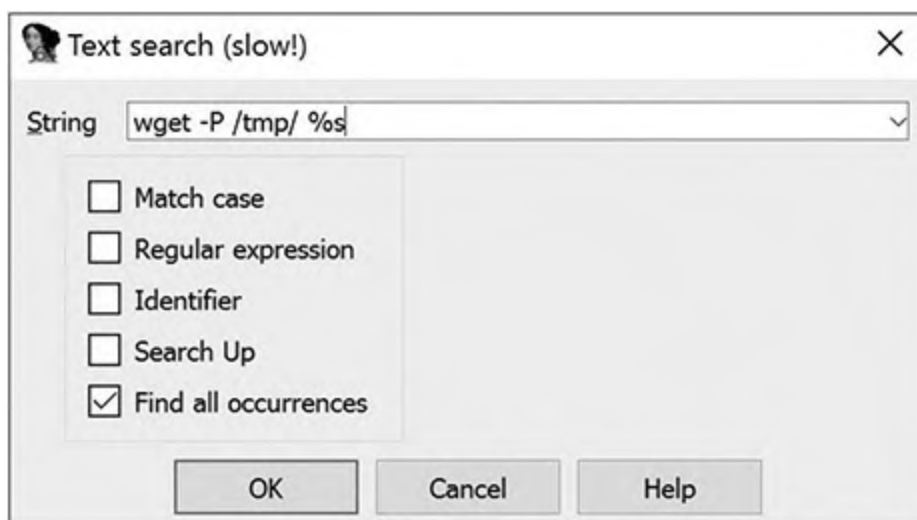 Text search (slow!)
String wget -P /tmp/ %s
Match case
Regular expression
Identifier
Search Up
Find all occurrences
OK Cancel Help